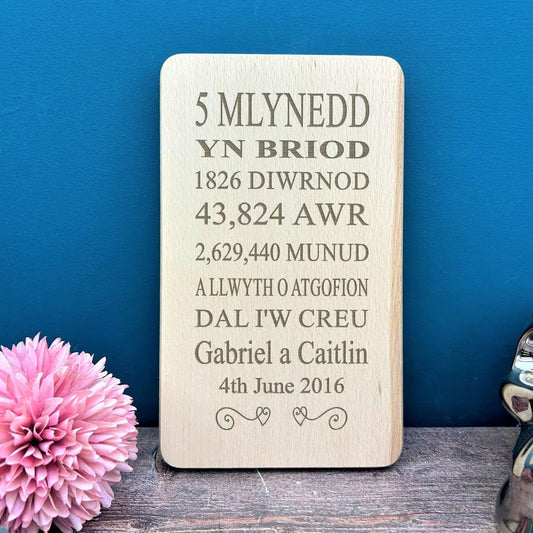 5 MLYNEDD
YN BRIOD
1826 DIWRNOD
43,824 AWR
2,629,440 MUNUD
A LLWYTH O ATGOFION
DAL I'W CREU
Gabriel a Caitlin
4th June 2016